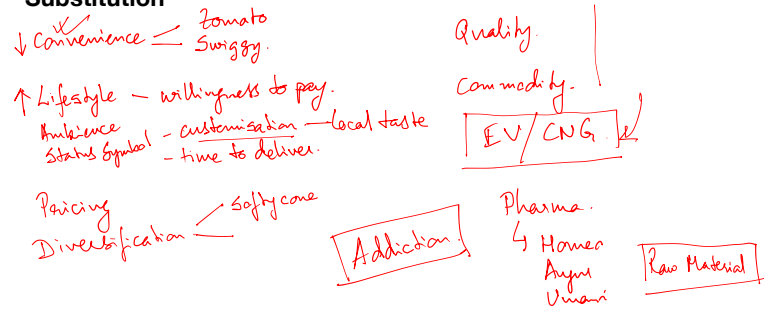 Substitution
↓ Convenience
Zomato
Swiggy.
↑ Lifestyle – willingness to pay.
Ambience
Status Symbol
– customisation – local taste
– time to deliver.
Pricing
Diversification
softy cone
Addiction.
Quality.
Commodity.
EV/CNG.
Pharma.
↳ Homeo
Unani
Raw Material